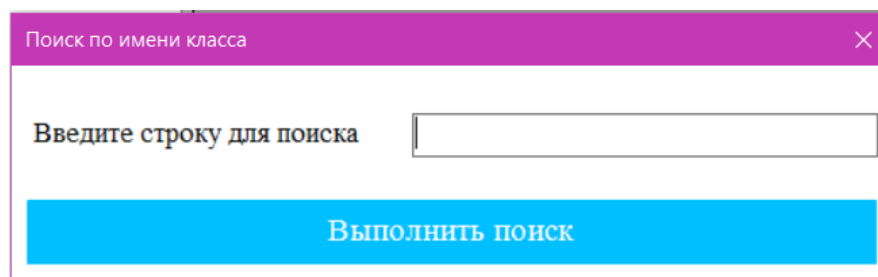 Поиск по имени класса
Введите строку для поиска
Выполнить поиск